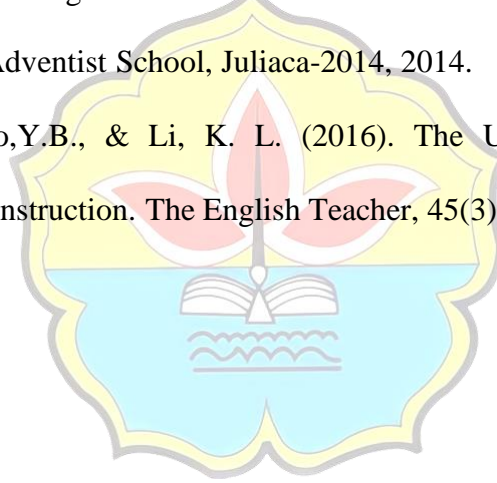 Adventist School, Juliaca-2014, 2014.
o,Y.B., & Li, K. L. (2016). The U
nstruction. The English Teacher, 45(3)